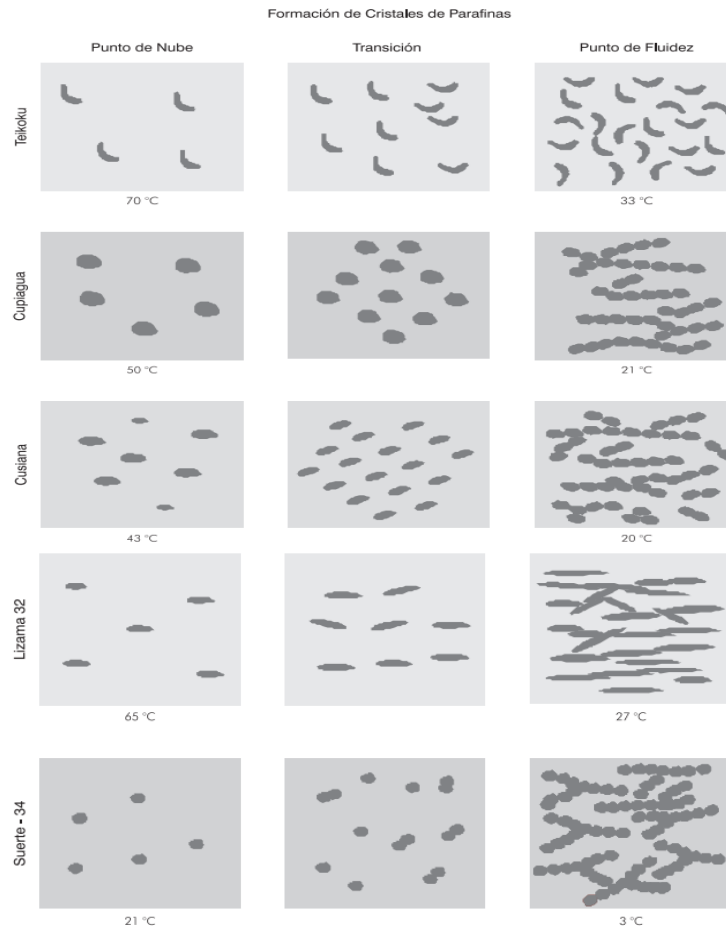 Formación de Cristales de Parafinas
Punto de Nube Transición Punto de Fluidez
Teikoku
70 °C 33 °C
Cupiagua
50 °C 21 °C
Cusiana
43 °C 20 °C
Lizama 32
65 °C 27 °C
Suerte - 34
21 °C 3 °C